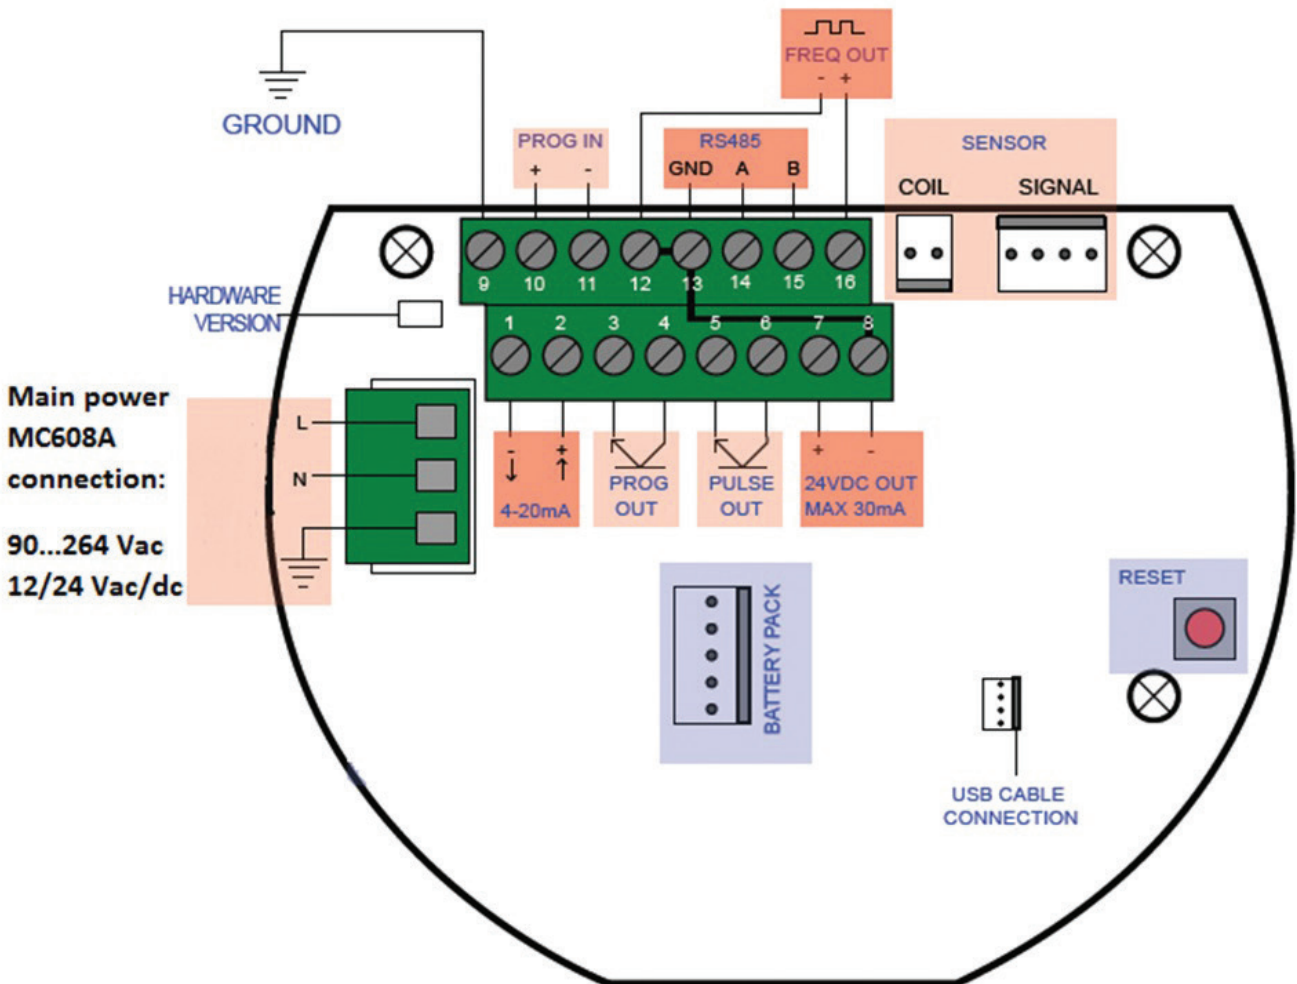 FREQ OUT
- +
GROUND
PROG IN
+ -
RS485
GND A B
SENSOR
COIL SIGNAL
9 10 11 12 13 14 15 16
HARDWARE
VERSION
1 2 3 4 5 6 7 8
Main power
MC608A
connection:
90...264 Vac
12/24 Vac/dc
L
N
- +
4-20mA
PROG
OUT
PULSE
OUT
+ -
24VDC OUT
MAX 30mA
BATTERY PACK
RESET
USB CABLE
CONNECTION